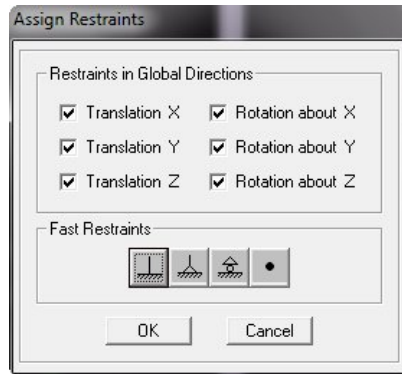 Assign Restraints
Restraints in Global Directions
Translation X Rotation about X
Translation Y Rotation about Y
Translation Z Rotation about Z
Fast Restraints
OK Cancel